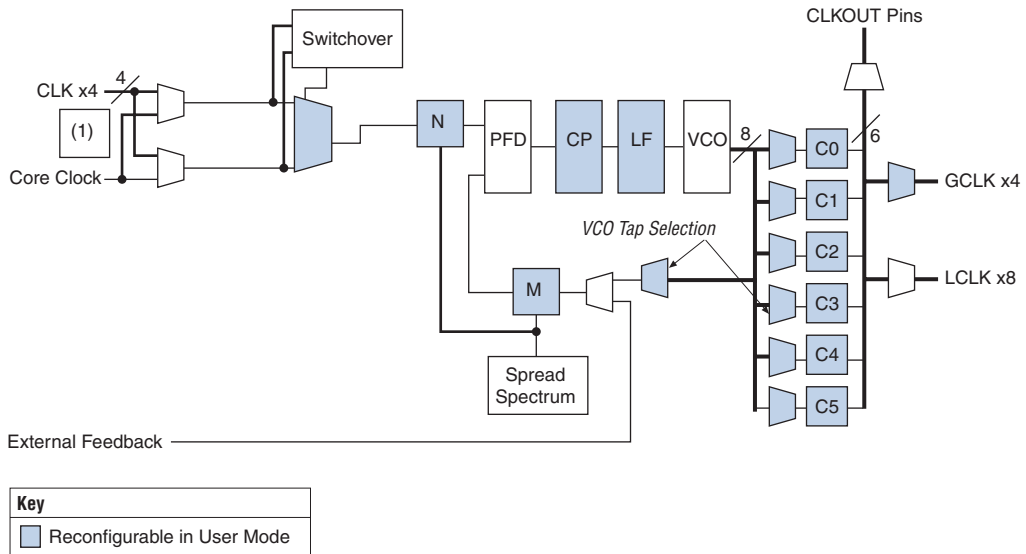 CLKOUT Pins
Switchover
4
CLK x4
(1)
Core Clock
N
PFD
CP
LF
VCO
8
C0
6
C1
GCLK x4
VCO Tap Selection
C2
M
C3
LCLK x8
C4
Spread
Spectrum
C5
External Feedback
Key
Reconfigurable in User Mode